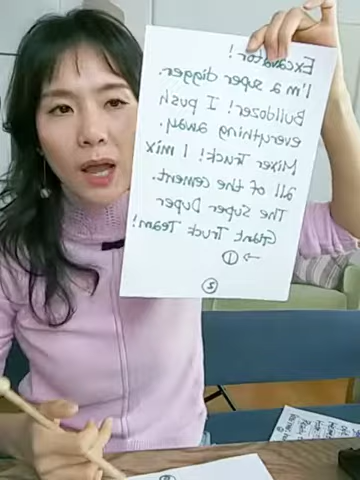 Excavator!
I'm a super digger.
Bulldozer! I push
everything away.
Mixer Truck! I mix
all of the cement.
The Super Duper
Giant Truck Team!
→ ①
②